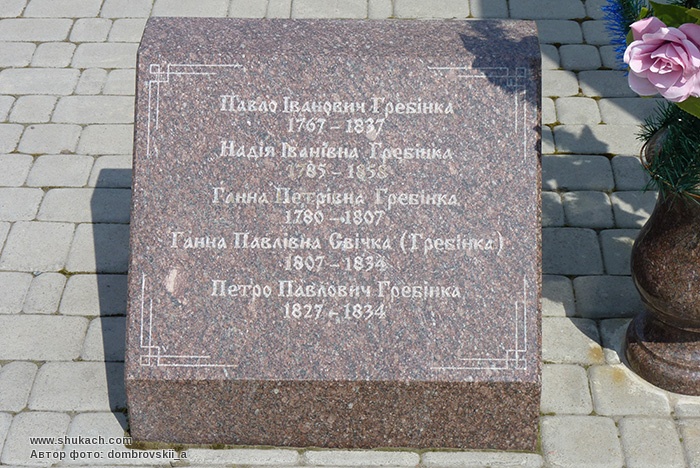 Павло Іванович Гребінка
1767 – 1837
Надія Іванівна Гребінка
1785 – 1858
Ганна Петрівна Гребінка
1780 – 1807
Ганна Павлівна Свічка (Гребінка)
1807 – 1834
Петро Павлович Гребінка
1827 – 1834
www.shukach.com
Автор фото: dombrovskii_ia